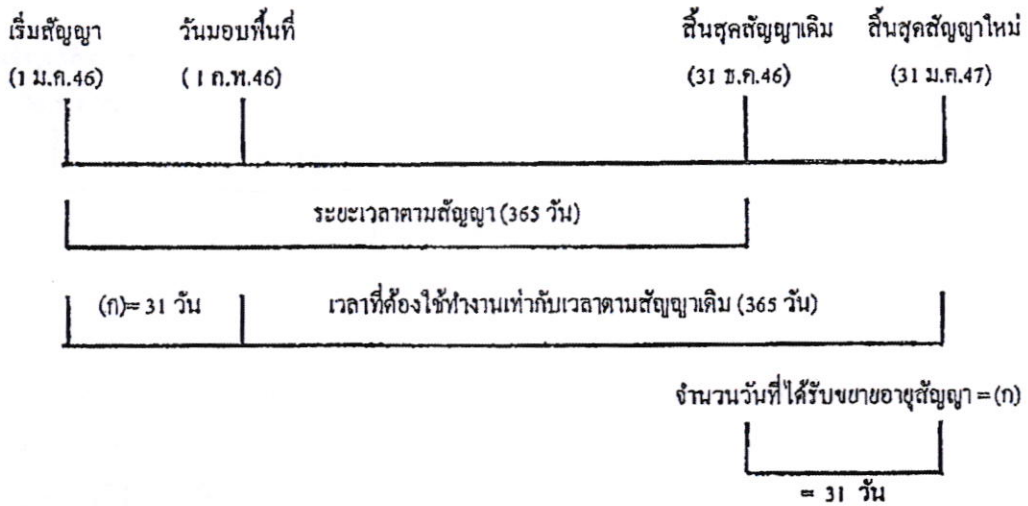 เริ่มสัญญา วันมอบพื้นที่ สิ้นสุดสัญญาเดิม สิ้นสุดสัญญาใหม่
(1 ม.ค.46) (1 ก.พ.46) (31 ธ.ค.46) (31 ม.ค.47)
ระยะเวลาตามสัญญา (365 วัน)
(ก)= 31 วัน เวลาที่ต้องใช้ทำงานเท่ากับเวลาตามสัญญาเดิม (365 วัน)
จำนวนวันที่ได้รับขยายอายุสัญญา = (ก)
= 31 วัน